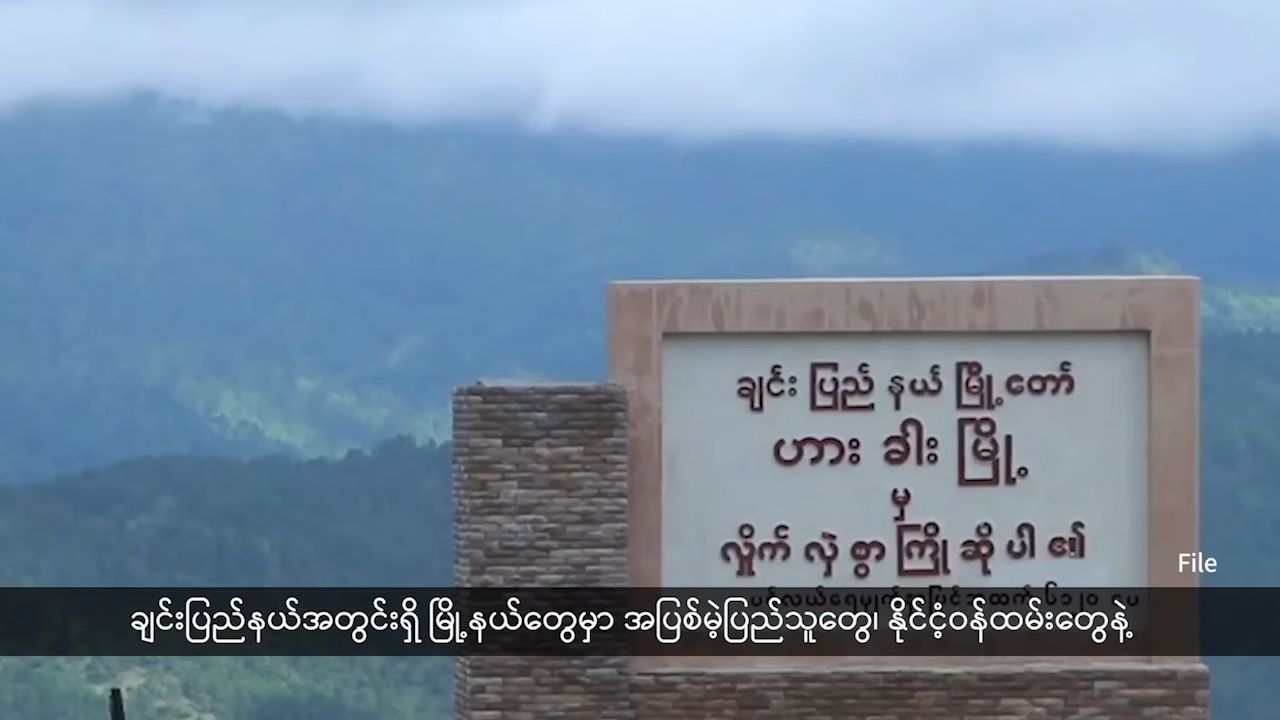 ချင်း ပြည် နယ် မြို့တော်
ဟား ခါး မြို့
မှ
လှိုက် လှဲ စွာ ကြို ဆို ပါ ၏
File
ချင်းပြည်နယ်အတွင်းရှိ မြို့နယ်တွေမှာ အပြစ်မဲ့ပြည်သူတွေ၊ နိုင်ငံ့ဝန်ထမ်းတွေနဲ့